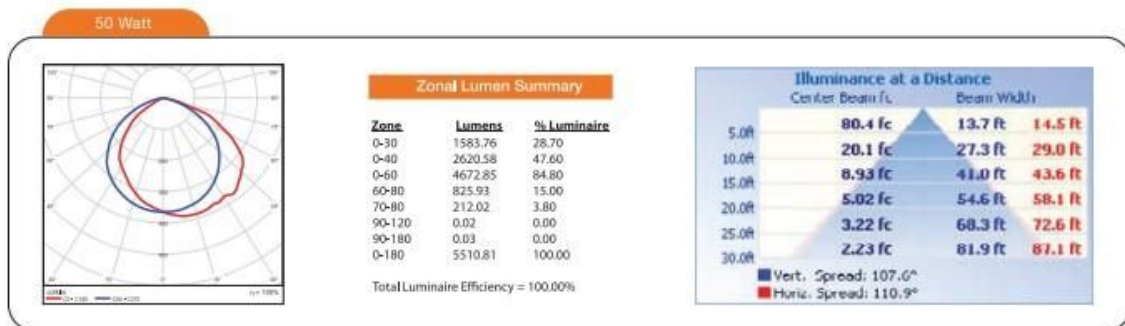 50 Watt
Zonal Lumen Summary
Zone Lumens % Luminaire
0-30 1583.76 28.70
0-40 2620.58 47.60
0-60 4672.85 84.80
60-80 825.93 15.00
70-80 212.02 3.80
90-120 0.02 0.00
90-180 0.03 0.00
0-180 5510.81 100.00
Total Luminaire Efficiency = 100.00%
Illuminance at a Distance
Center Beam fc Beam Width
5.0ft 80.4 fc 13.7 ft 14.5 ft
10.0ft 20.1 fc 27.3 ft 29.0 ft
15.0ft 8.93 fc 41.0 ft 43.6 ft
20.0ft 5.02 fc 54.6 ft 58.1 ft
25.0ft 3.22 fc 68.3 ft 72.6 ft
30.0ft 2.23 fc 81.9 ft 87.1 ft
Vert. Spread: 107.6°
Horiz. Spread: 110.9°